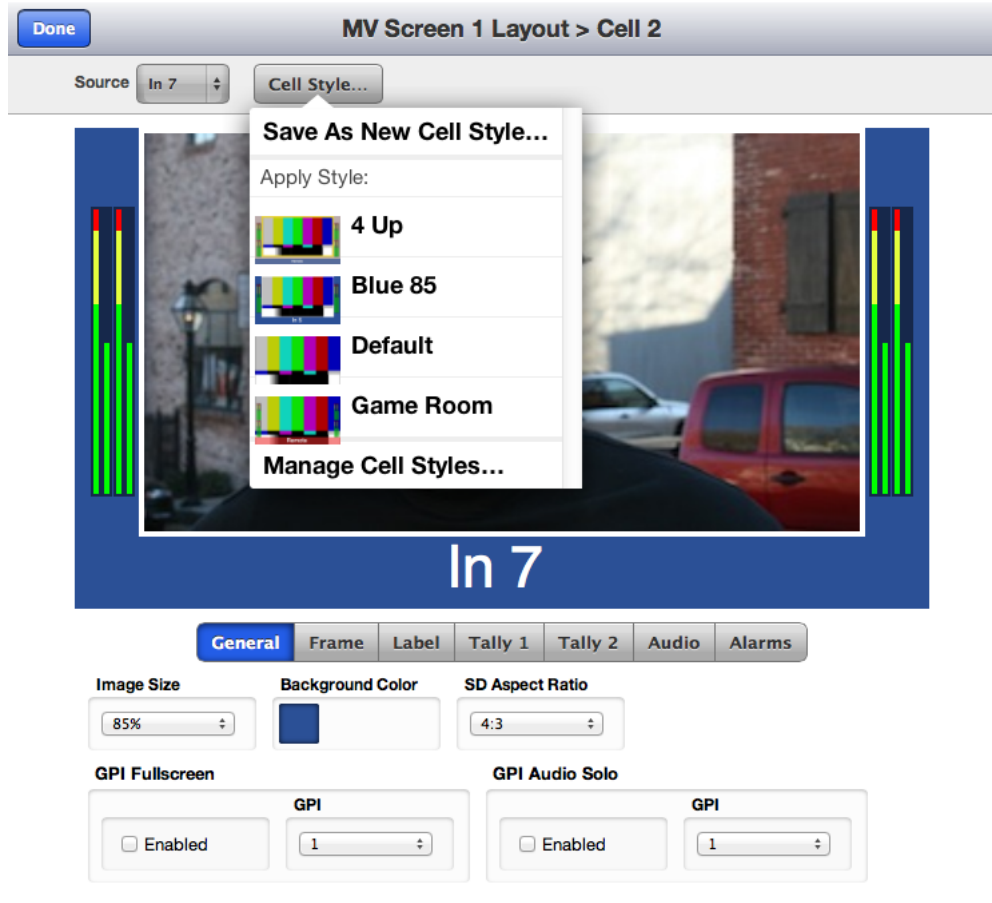 Done
MV Screen 1 Layout > Cell 2
Source In 7 Cell Style...
Save As New Cell Style...
Apply Style:
4 Up
Blue 85
In 5
Default
Game Room
Remote
Manage Cell Styles...
In 7
General Frame Label Tally 1 Tally 2 Audio Alarms
Image Size Background Color SD Aspect Ratio
85% 4:3
GPI Fullscreen GPI Audio Solo
GPI GPI
Enabled 1 Enabled 1